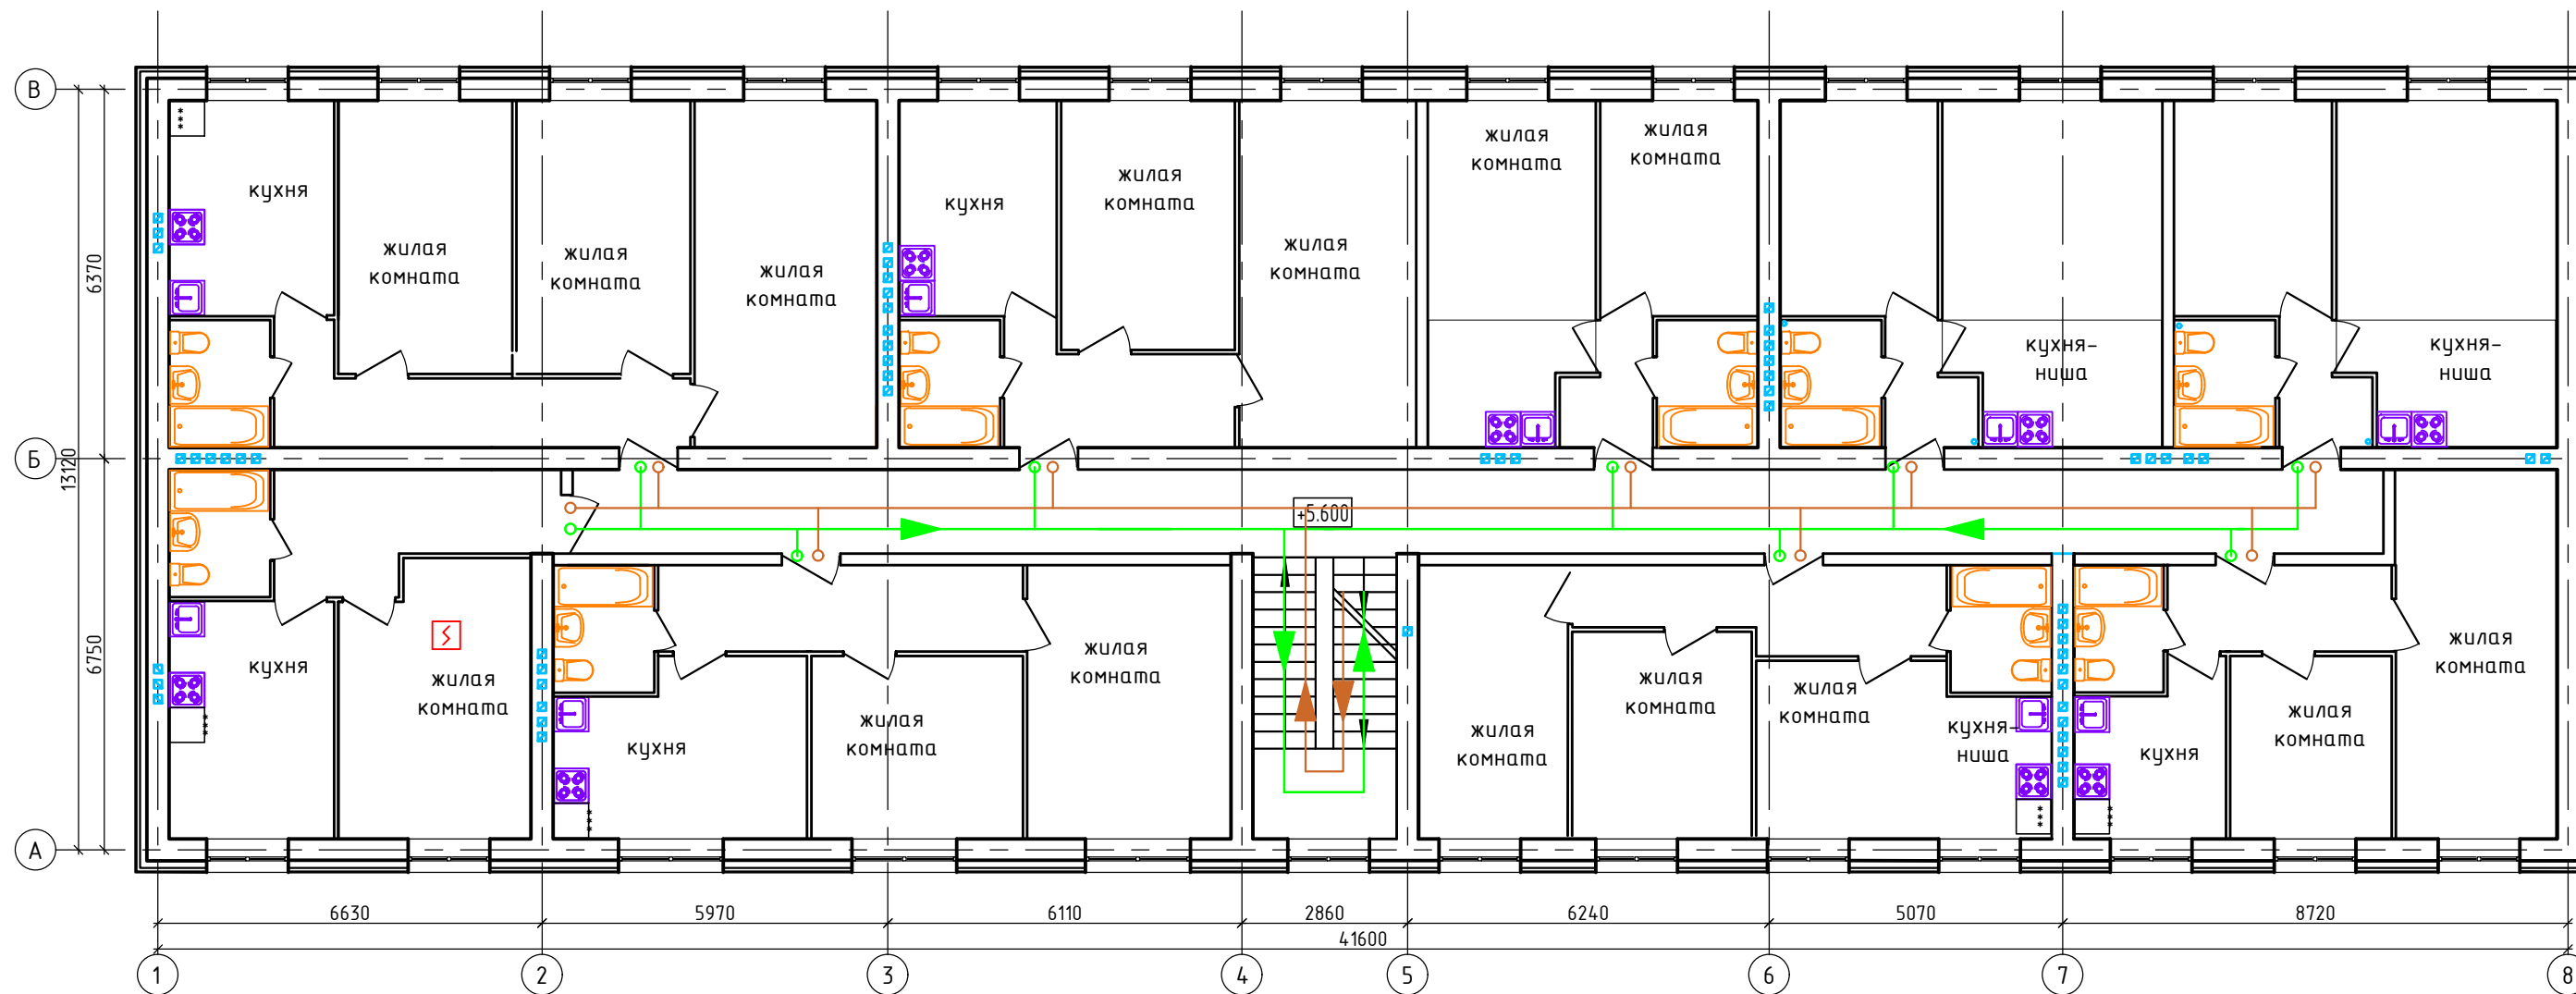 В
Б
А
6370
13120
6750
кухня
жилая
комната
жилая
комната
жилая
комната
кухня
жилая
комната
жилая
комната
жилая
комната
жилая
комната
кухня-
ниша
кухня-
ниша
+5.600
кухня
жилая
комната
кухня
жилая
комната
жилая
комната
жилая
комната
жилая
комната
жилая
комната
кухня-
ниша
кухня
жилая
комната
жилая
комната
6630
5970
6110
2860
6240
5070
8720
41600
1
2
3
4
5
6
7
8